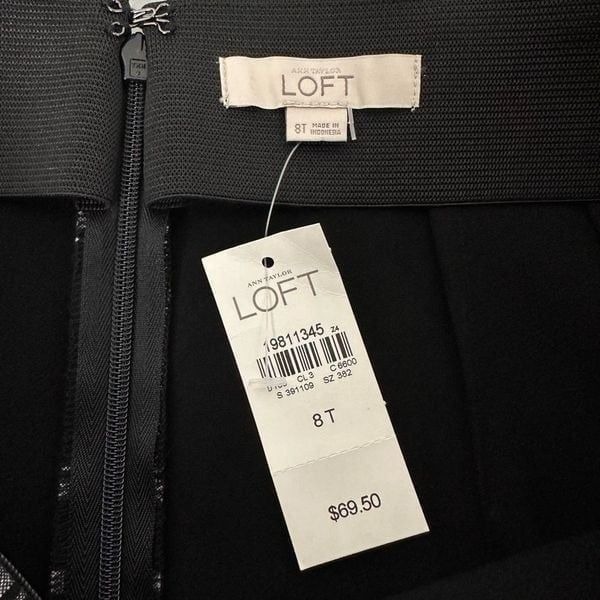 ANN TAYLOR
LOFT
8T
MADE IN
INDONESIA
ANN TAYLOR
LOFT
19811345 Z4
CL 3 C 6600
S 391109 SZ 382
8 T
$69.50